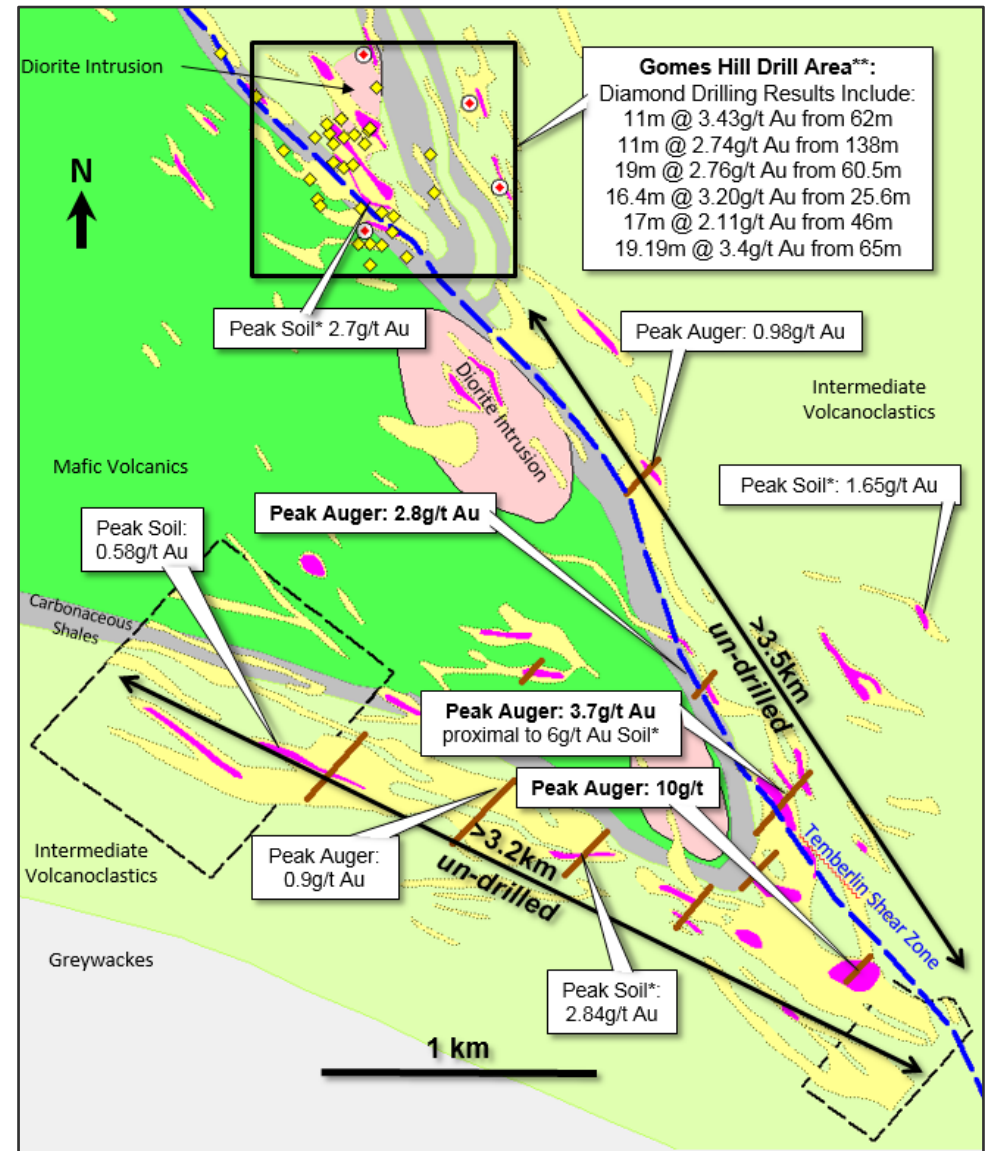 Diorite Intrusion
Gomes Hill Drill Area**:
Diamond Drilling Results Include:
11m @ 3.43g/t Au from 62m
11m @ 2.74g/t Au from 138m
19m @ 2.76g/t Au from 60.5m
16.4m @ 3.20g/t Au from 25.6m
17m @ 2.11g/t Au from 46m
19.19m @ 3.4g/t Au from 65m
N
Peak Soil* 2.7g/t Au
Peak Auger: 0.98g/t Au
Diorite Intrusion
Intermediate
Volcanoclastics
Mafic Volcanics
Peak Soil*: 1.65g/t Au
Peak Auger: 2.8g/t Au
Peak Soil:
0.58g/t Au
Carbonaceous
Shales
>3.5km
un-drilled
Peak Auger: 3.7g/t Au
proximal to 6g/t Au Soil*
Peak Auger: 10g/t
Temberlin Shear Zone
>3.2km
un-drilled
Intermediate
Volcanoclastics
Peak Auger:
0.9g/t Au
Greywackes
Peak Soil*:
2.84g/t Au
1 km